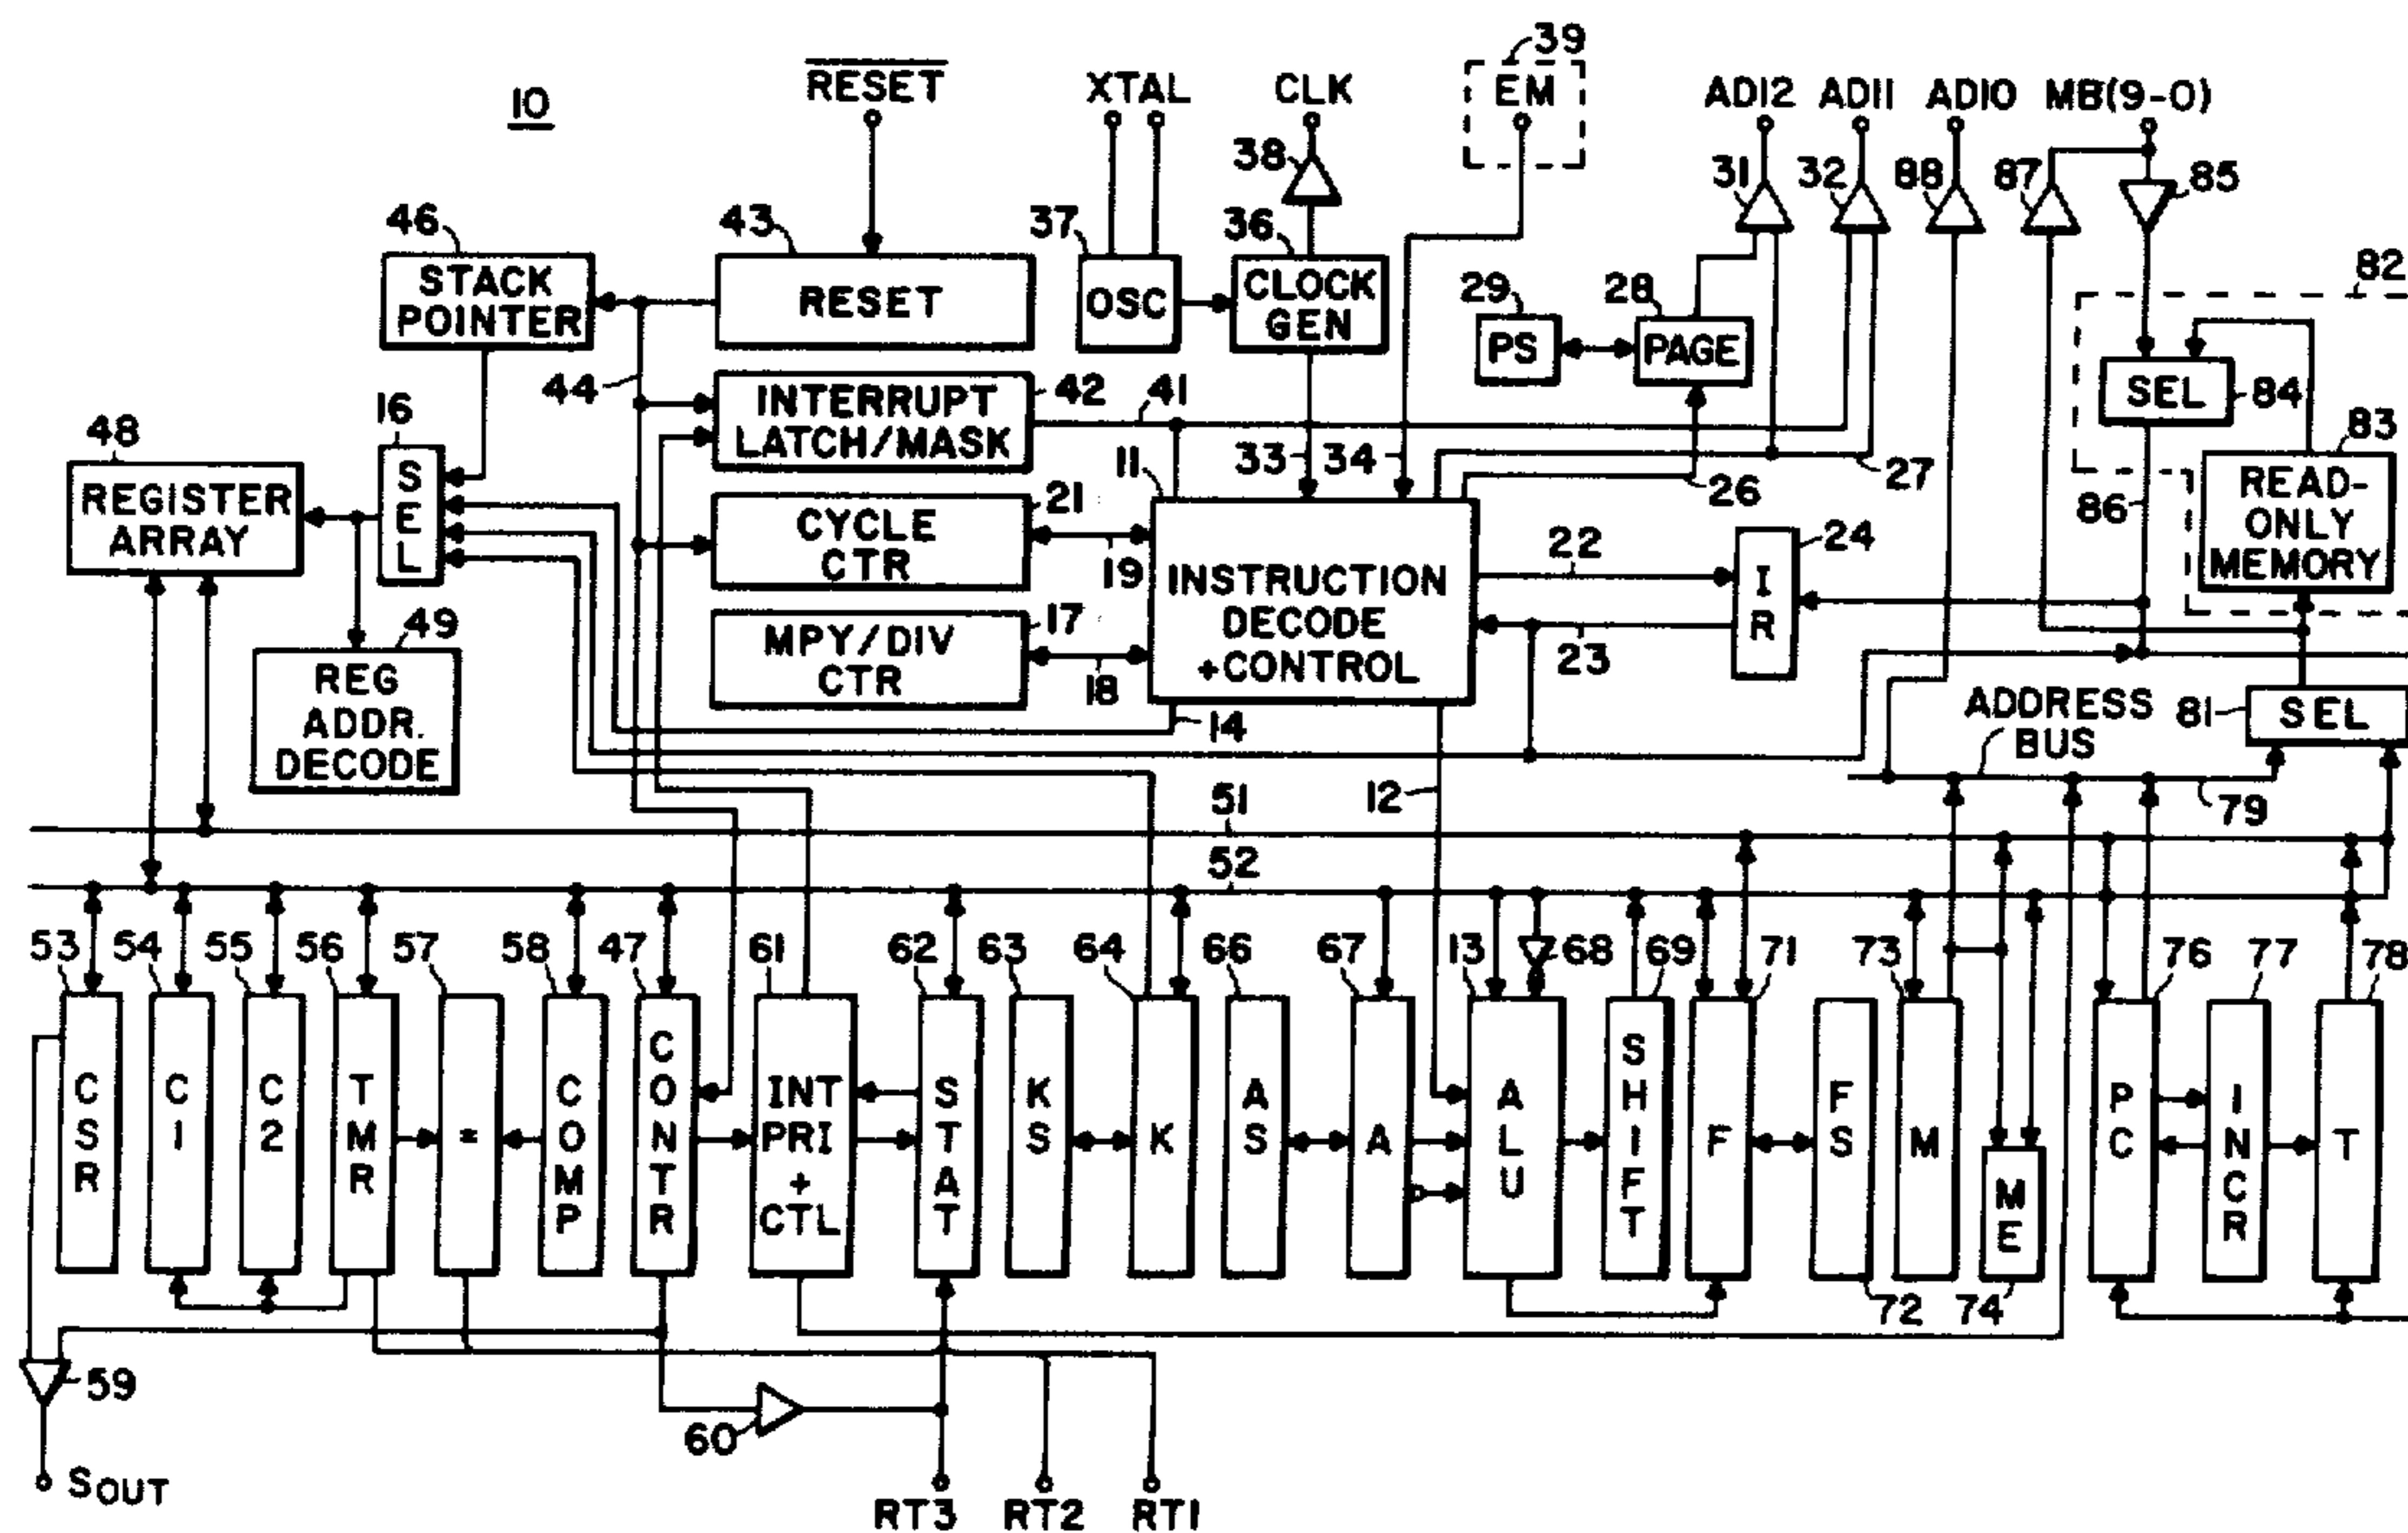 39
10
RESET
XTAL
CLK
EM
AD12 AD11 AD10 MB(9-0)
38
31
32
88
87
85
46
43
37
36
82
STACK
POINTER
RESET
OSC
CLOCK
GEN
29
28
PS
PAGE
44
16
INTERRUPT
LATCH/MASK
42
41
SEL
84
48
33
34
83
11
27
26
REGISTER
ARRAY
S
E
L
CYCLE
CTR
21
19
86
READ-
ONLY
MEMORY
22
24
INSTRUCTION
DECODE
+CONTROL
I
R
49
MPY/DIV
CTR
17
18
23
REG
ADDR.
DECODE
14
ADDRESS
BUS
81
SEL
12
51
79
52
53
54
55
56
57
58
47
61
62
63
64
66
67
13
68
69
71
73
76
77
78
C
S
R
C
1
C
2
T
M
R
=
C
O
M
P
C
O
N
T
R
INT
PRI
+
CTL
S
T
A
T
K
S
K
A
S
A
A
L
U
S
H
I
F
T
F
F
S
M
M
E
P
C
I
N
C
R
T
72
74
59
60
SOUT
RT3
RT2
RT1